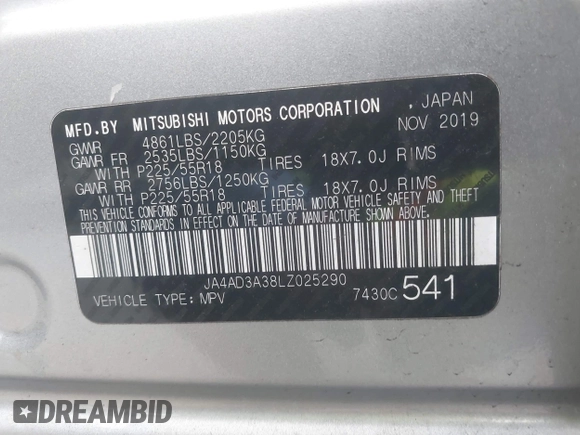 MFD.BY MITSUBISHI MOTORS CORPORATION , JAPAN
GVWR 4861LBS/2205KG NOV 2019
GAWR FR 2535LBS/1150KG
WITH P225/55R18 TIRES 18X7.0J RIMS
GAWR RR 2756LBS/1250KG
WITH P225/55R18 TIRES 18X7.0J RIMS
THIS VEHICLE CONFORMS TO ALL APPLICABLE FEDERAL MOTOR VEHICLE SAFETY AND THEFT
PREVENTION STANDARDS IN EFFECT ON THE DATE OF MANUFACTURE SHOWN ABOVE.
JA4AD3A38LZ025290
VEHICLE TYPE: MPV 7430C 541
DREAMBID